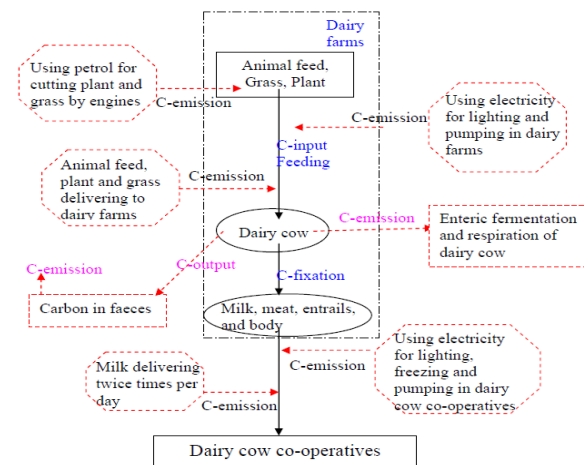 Dairy
farms
Animal feed,
Grass, Plant
Using petrol for
cutting plant and
grass by engines
C-emission
C-emission
Using electricity
for lighting and
pumping in dairy
farms
C-input
Feeding
Animal feed,
plant and grass
delivering to
dairy farms
C-emission
Dairy cow
C-emission
Enteric fermentation
and respiration of
dairy cow
C-emission
C-output
C-fixation
Carbon in faeces
Milk, meat, entrails,
and body
Milk delivering
twice times per
day
C-emission
C-emission
Using electricity
for lighting,
freezing and
pumping in dairy
cow co-operatives
Dairy cow co-operatives